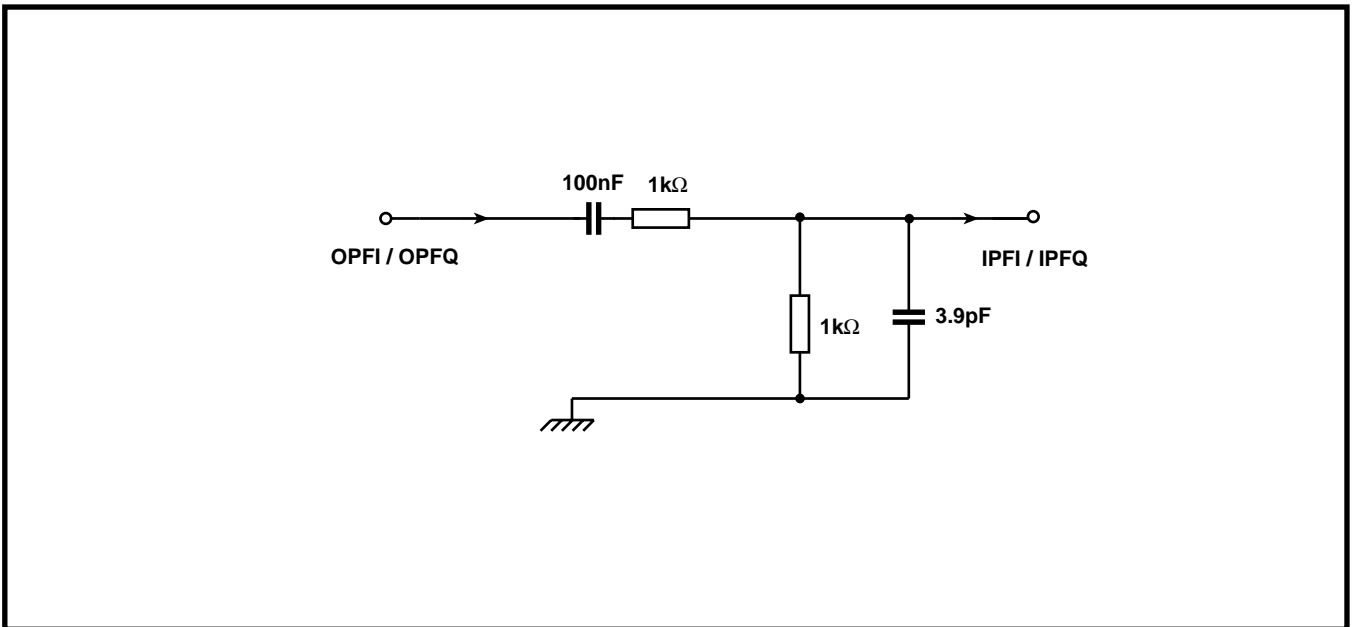 100nF 1kΩ
OPFI / OPFQ
IPFI / IPFQ
1kΩ
3.9pF